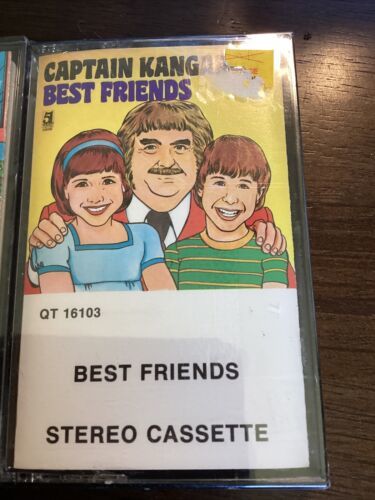 CAPTAIN KANGA
BEST FRIENDS
QT 16103
BEST FRIENDS
STEREO CASSETTE